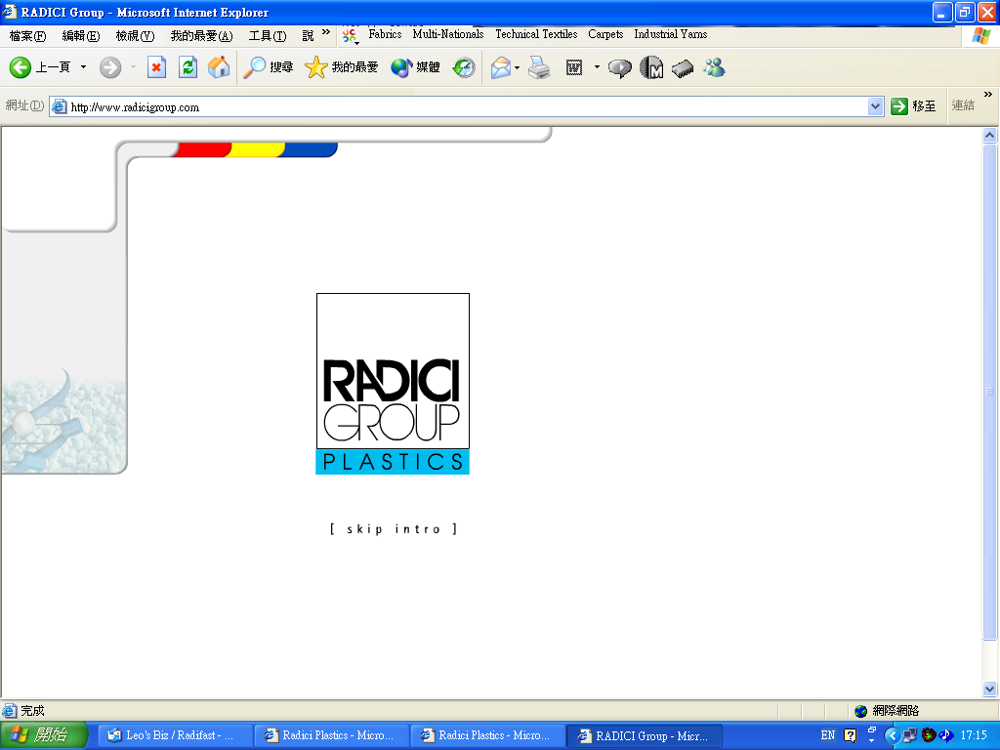 RADICI Group - Microsoft Internet Explorer
檔案(F) 編輯(E) 檢視(V) 我的最愛(A) 工具(T) 說 » Fabrics Multi-Nationals Technical Textiles Carpets Industrial Yarns
上一頁 搜尋 我的最愛 媒體
網址(D) http://www.radicigroup.com 移至 連結 »
RADICI
GROUP
PLASTICS
[ skip intro ]
完成 網際網路
開始 Leo's Biz / Radifast - ... Radici Plastics - Micro... Radici Plastics - Micro... RADICI Group - Micr... EN 17:15